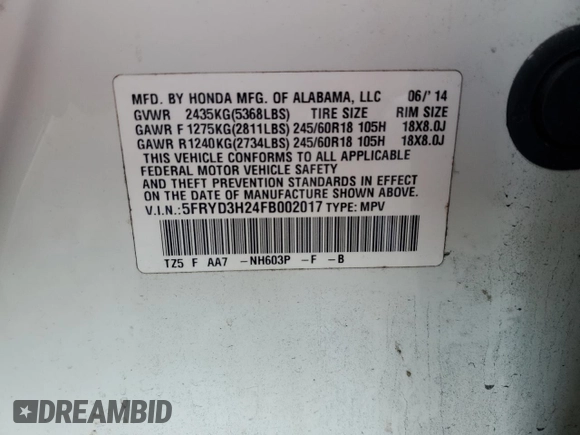 MFD. BY HONDA MFG. OF ALABAMA, LLC 06/'14
GVWR 2435KG(5368LBS) TIRE SIZE RIM SIZE
GAWR F 1275KG(2811LBS) 245/60R18 105H 18X8.0J
GAWR R 1240KG(2734LBS) 245/60R18 105H 18X8.0J
THIS VEHICLE CONFORMS TO ALL APPLICABLE
FEDERAL MOTOR VEHICLE SAFETY
AND THEFT PREVENTION STANDARDS IN EFFECT
ON THE DATE OF MANUFACTURE SHOWN ABOVE.
V.I.N.: 5FRYD3H24FB002017 TYPE: MPV
TZ5 F AA7 -NH603P -F -B
DREAMBID